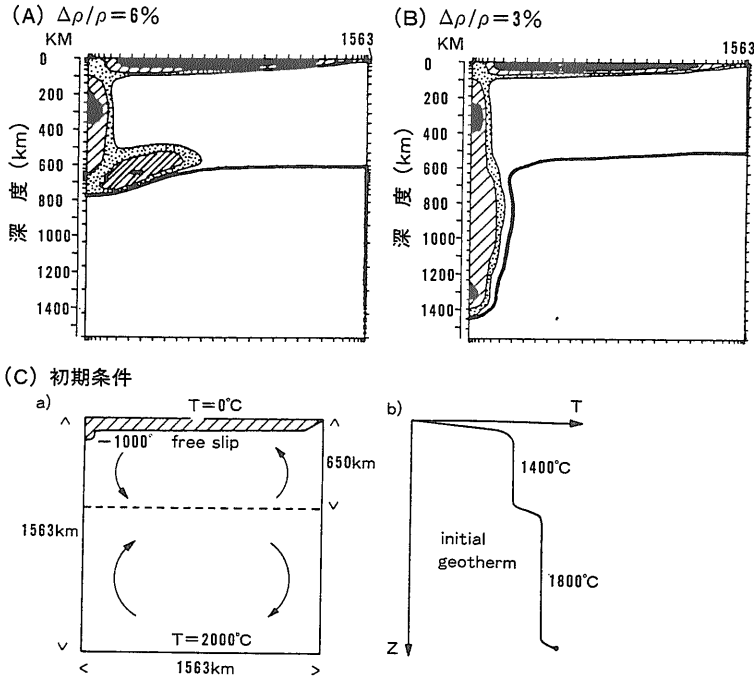 (A) Δρ/ρ=6%
KM
1563
0
200
400
600
800
1000
1200
1400
深度(km)
(B) Δρ/ρ=3%
KM
1563
0
200
400
600
800
1000
1200
1400
深度(km)
(C) 初期条件
a)
T=0℃
-1000° free slip
650km
1563km
T=2000℃
1563km
b)
T
1400℃
initial
geotherm
1800℃
Z